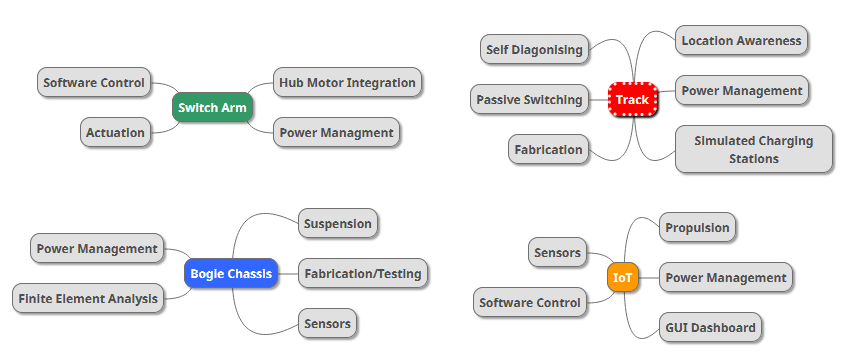 Software Control
Actuation
Switch Arm
Hub Motor Integration
Power Managment
Self Diagonising
Passive Switching
Fabrication
Track
Location Awareness
Power Management
Simulated Charging
Stations
Power Management
Finite Element Analysis
Bogie Chassis
Suspension
Fabrication/Testing
Sensors
Sensors
Software Control
IoT
Propulsion
Power Management
GUI Dashboard